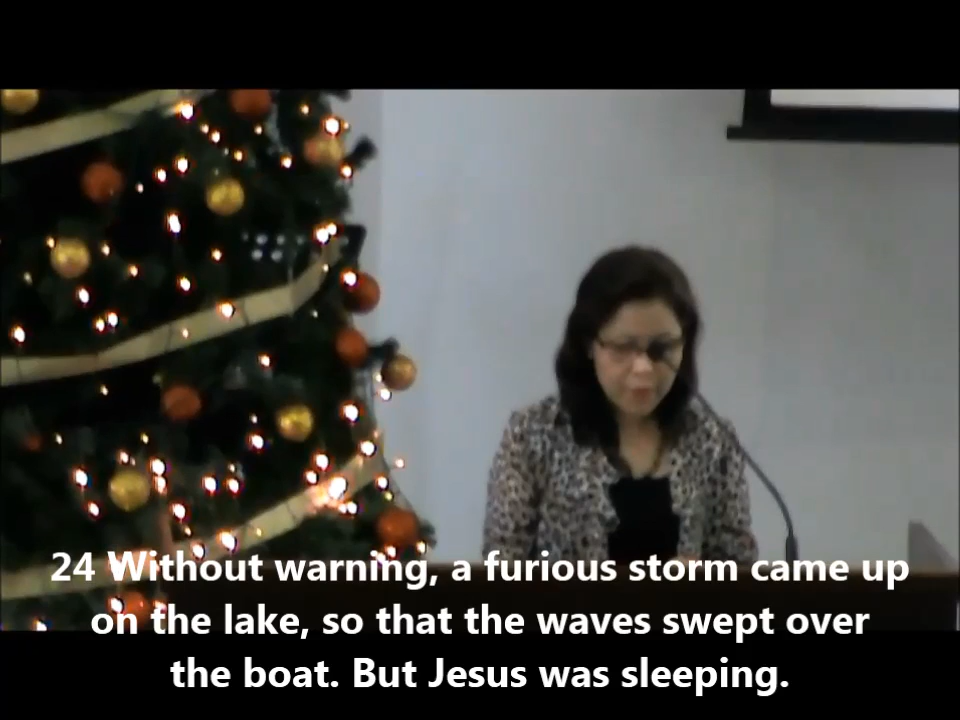 24 Without warning, a furious storm came up
on the lake, so that the waves swept over
the boat. But Jesus was sleeping.